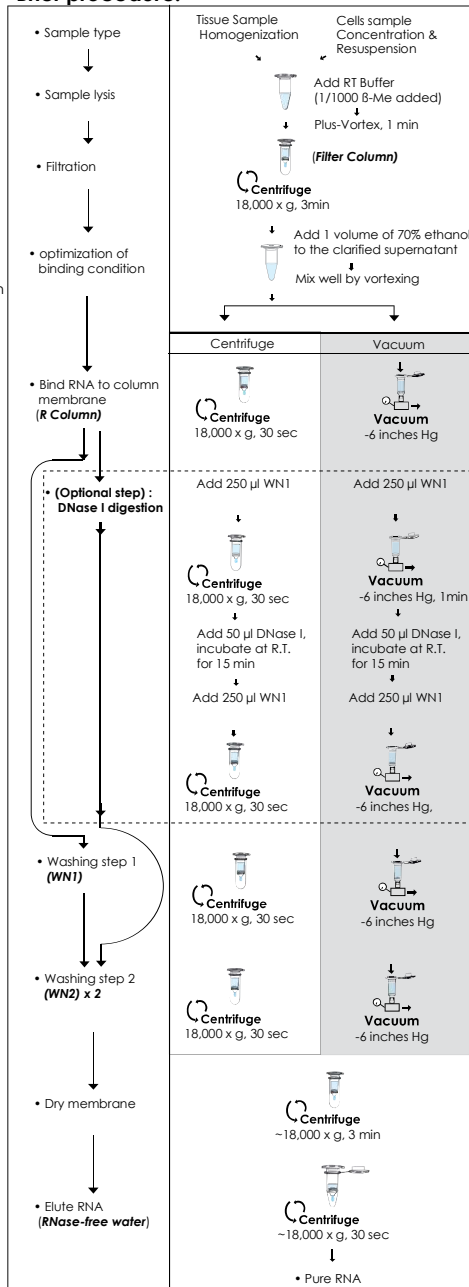 • Sample type
• Sample lysis
• Filtration
• optimization of
binding condition
• Bind RNA to column
membrane
(R Column)
• (Optional step) :
DNase I digestion
• Washing step 1
(WN1)
• Washing step 2
(WN2) x 2
• Dry membrane
• Elute RNA
(RNase-free water)
Tissue Sample
Homogenization
Cells sample
Concentration &
Resuspension
Add RT Buffer
(1/1000 ß-Me added)
Plus-Vortex, 1 min
(Filter Column)
Centrifuge
18,000 x g, 3min
Add 1 volume of 70% ethanol
to the clarified supernatant
Mix well by vortexing
Centrifuge
Vacuum
Centrifuge
18,000 x g, 30 sec
Vacuum
-6 inches Hg
Add 250 µl WN1
Add 250 µl WN1
Centrifuge
18,000 x g, 30 sec
Vacuum
-6 inches Hg, 1min
Add 50 µl DNase I,
incubate at R.T.
for 15 min
Add 50 µl DNase I,
incubate at R.T.
for 15 min
Add 250 µl WN1
Add 250 µl WN1
Centrifuge
18,000 x g, 30 sec
Vacuum
-6 inches Hg,
Centrifuge
18,000 x g, 30 sec
Vacuum
-6 inches Hg
Centrifuge
18,000 x g, 30 sec
Vacuum
-6 inches Hg
Centrifuge
~18,000 x g, 3 min
Centrifuge
~18,000 x g, 30 sec
• Pure RNA